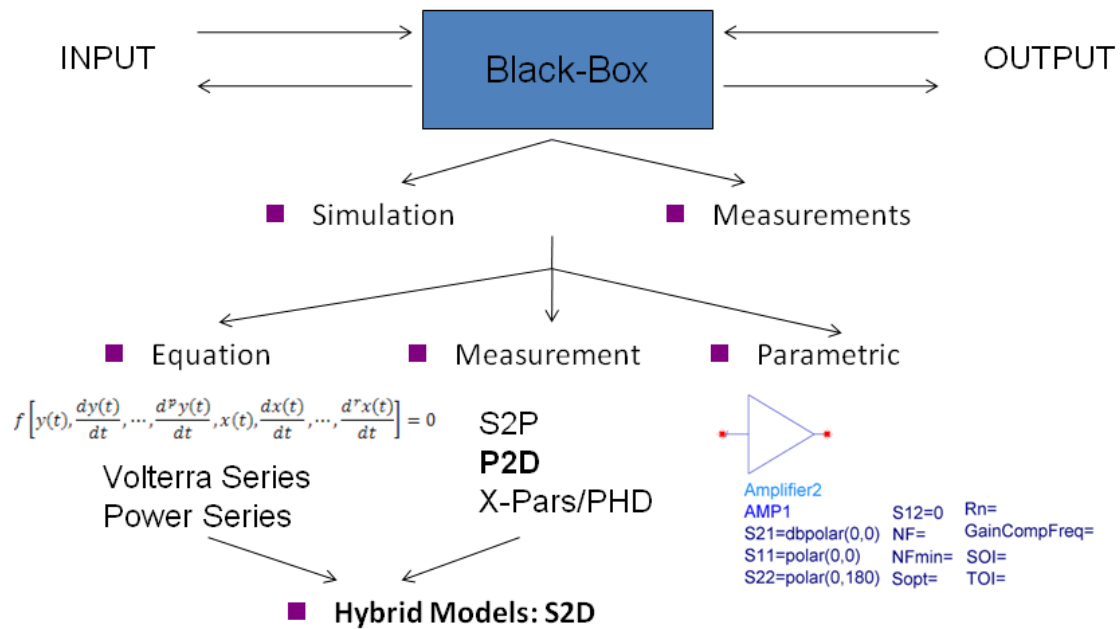 INPUT
Black-Box
OUTPUT
Simulation
Measurements
Equation
Measurement
Parametric
f[y(t), dy(t)/dt, ⋯, dᵖy(t)/dt, x(t), dx(t)/dt, ⋯, dʳx(t)/dt] = 0
Volterra Series
Power Series
S2P
P2D
X-Pars/PHD
Amplifier2
AMP1
S21=dbpolar(0,0)
S11=polar(0,0)
S22=polar(0,180)
S12=0
NF=
NFmin=
Sopt=
Rn=
GainCompFreq=
SOI=
TOI=
Hybrid Models: S2D